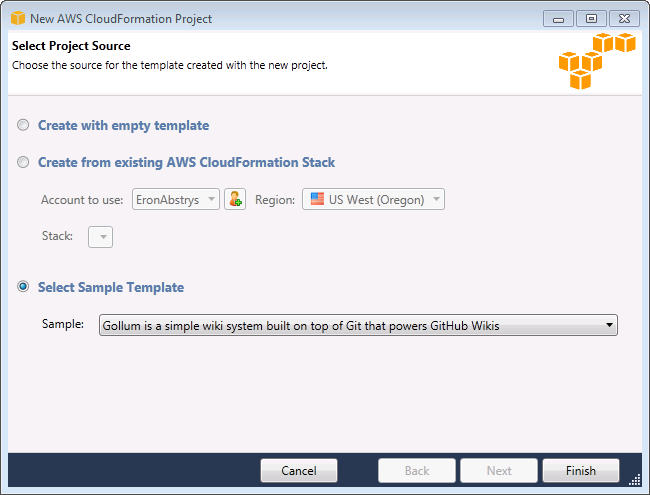 New AWS CloudFormation Project
Select Project Source
Choose the source for the template created with the new project.
Create with empty template
Create from existing AWS CloudFormation Stack
Account to use: EronAbstrys Region: US West (Oregon)
Stack:
Select Sample Template
Sample: Gollum is a simple wiki system built on top of Git that powers GitHub Wikis
Cancel Back Next Finish